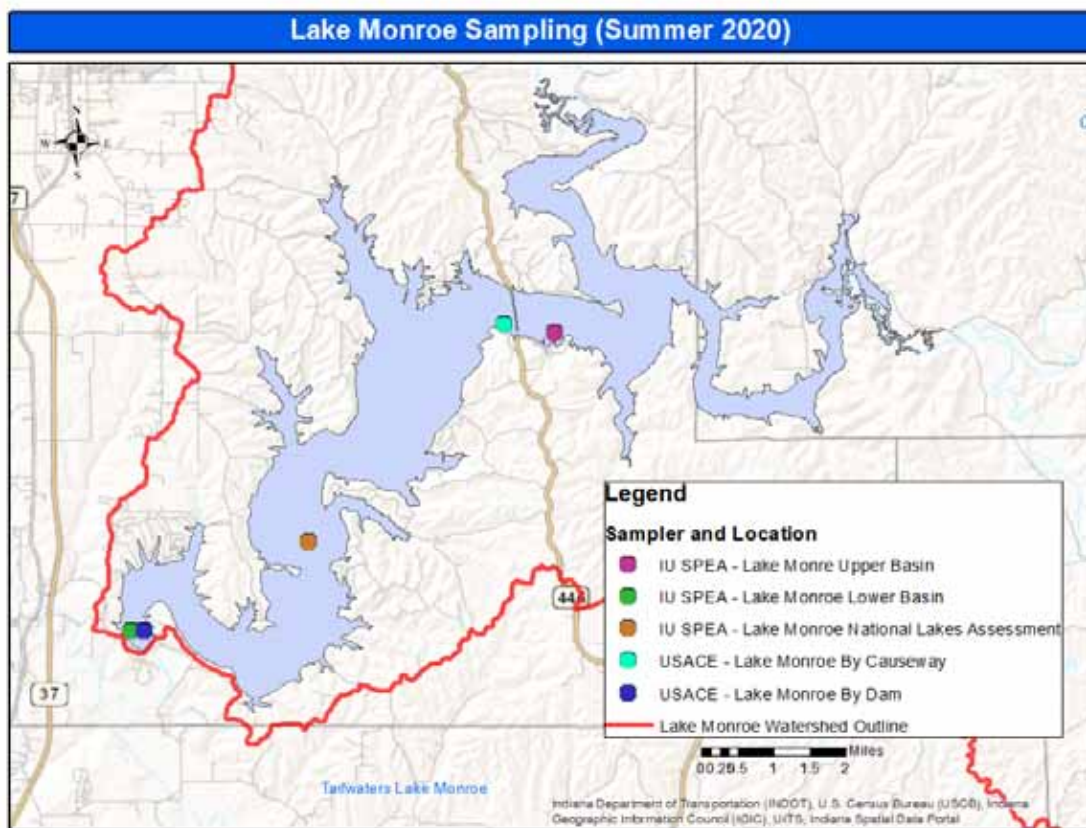 Lake Monroe Sampling (Summer 2020)
N
W E
S
7
446
37
Tailwaters Lake Monroe
Legend
Sampler and Location
IU SPEA - Lake Monre Upper Basin
IU SPEA - Lake Monroe Lower Basin
IU SPEA - Lake Monroe National Lakes Assessment
USACE - Lake Monroe By Causeway
USACE - Lake Monroe By Dam
Lake Monroe Watershed Outline
Miles
00.250.5 1 1.5 2
Indiana Department of Transportation (INDOT), U.S. Census Bureau (USCB), Indiana
Geographic Information Council (IGIC), UITS, Indiana Spatial Data Portal